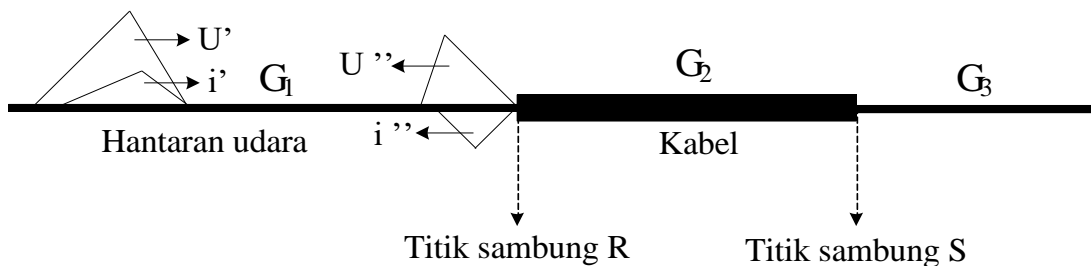 U’
i’
G₁
Hantaran udara
U ’’
i ’’
G₂
Kabel
G₃
Titik sambung R
Titik sambung S